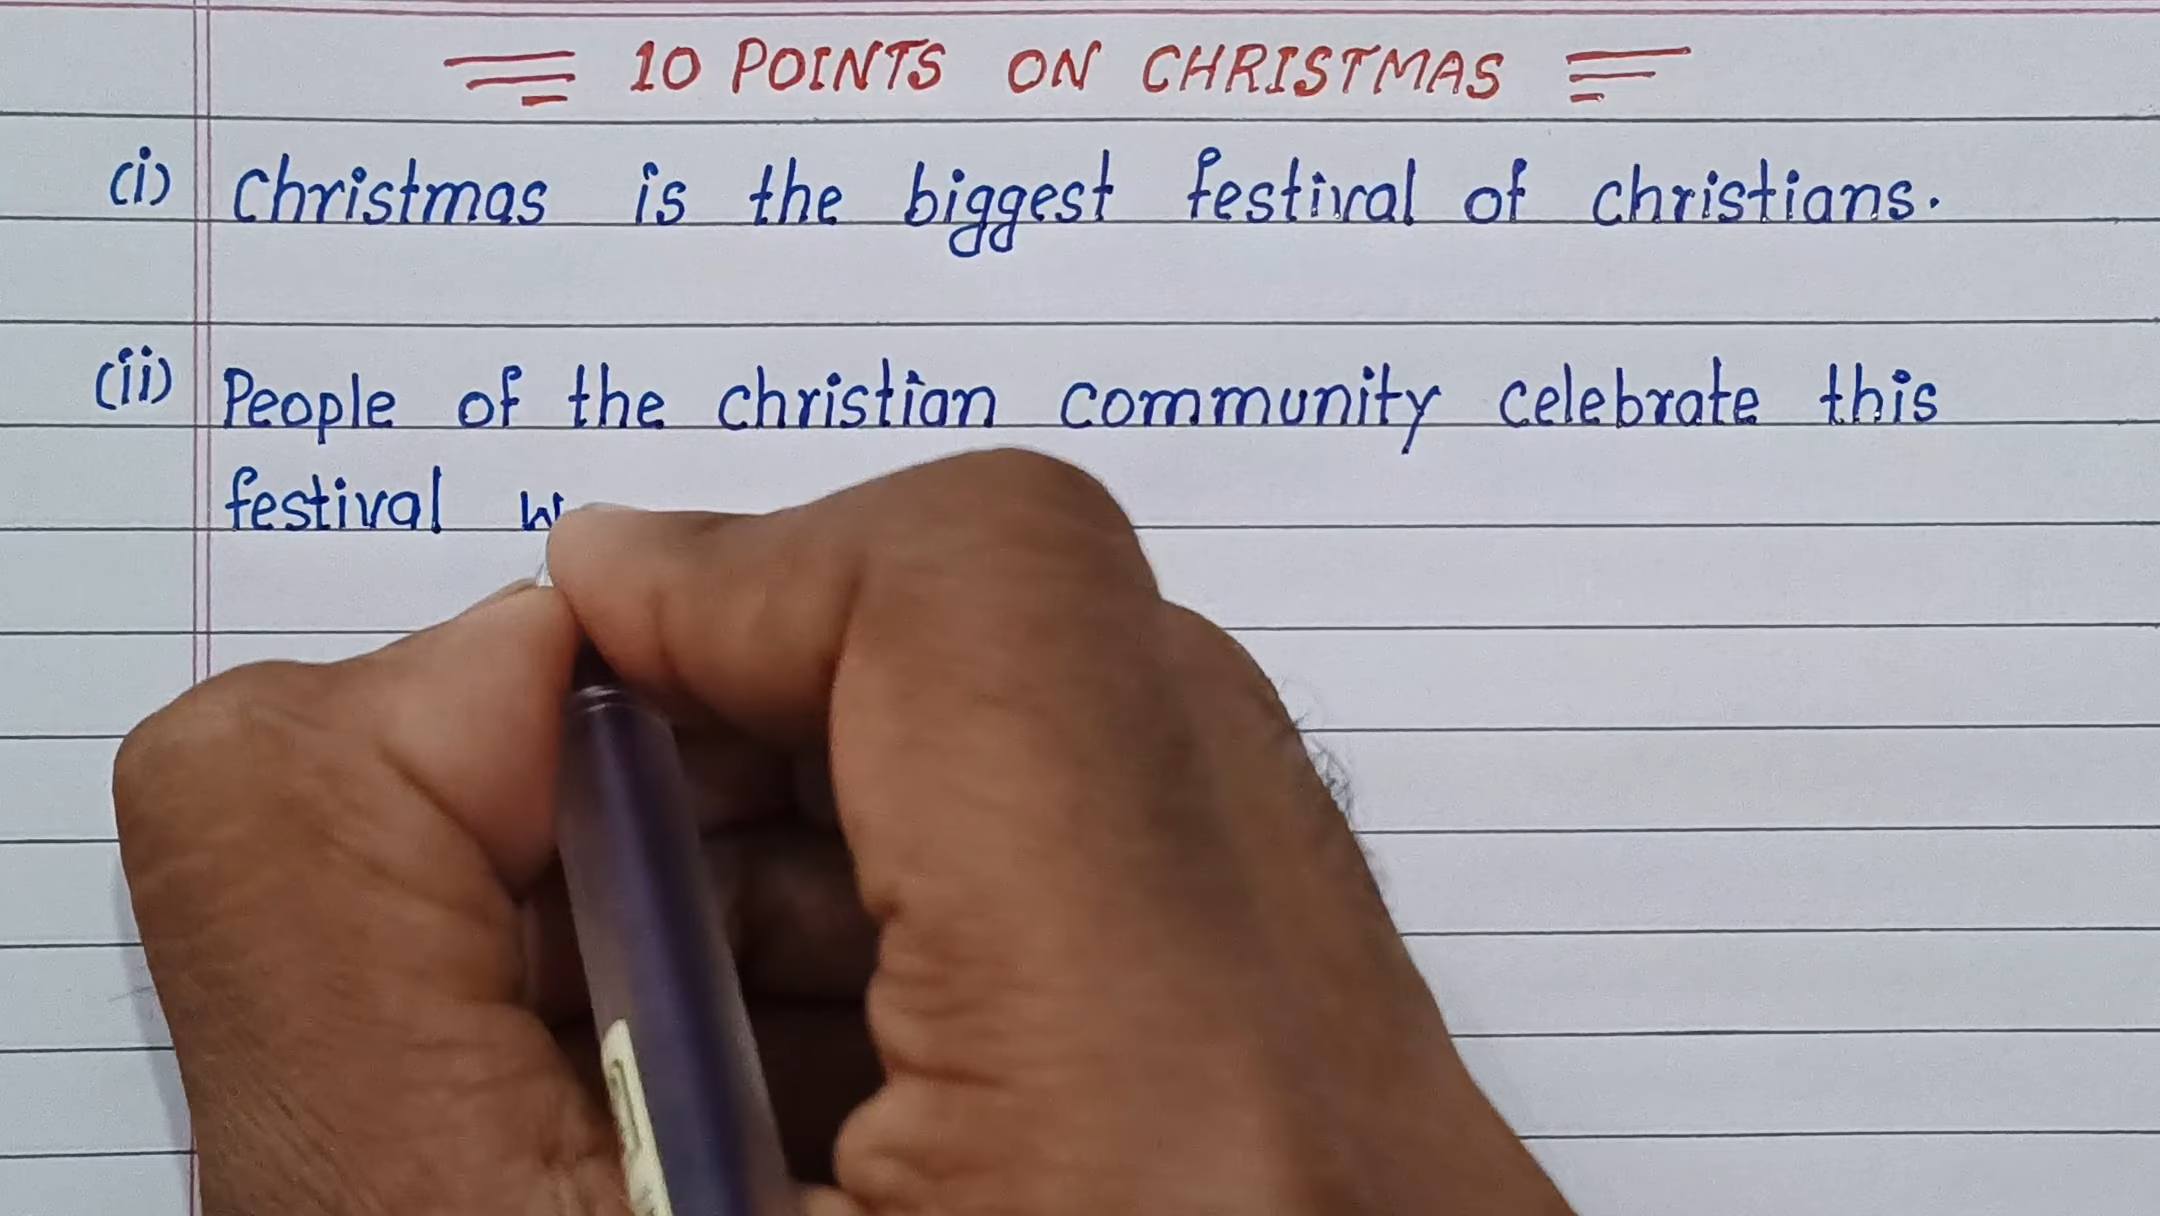 10 POINTS ON CHRISTMAS
(i) Christmas is the biggest festival of christians.
(ii) People of the christian community celebrate this
festival